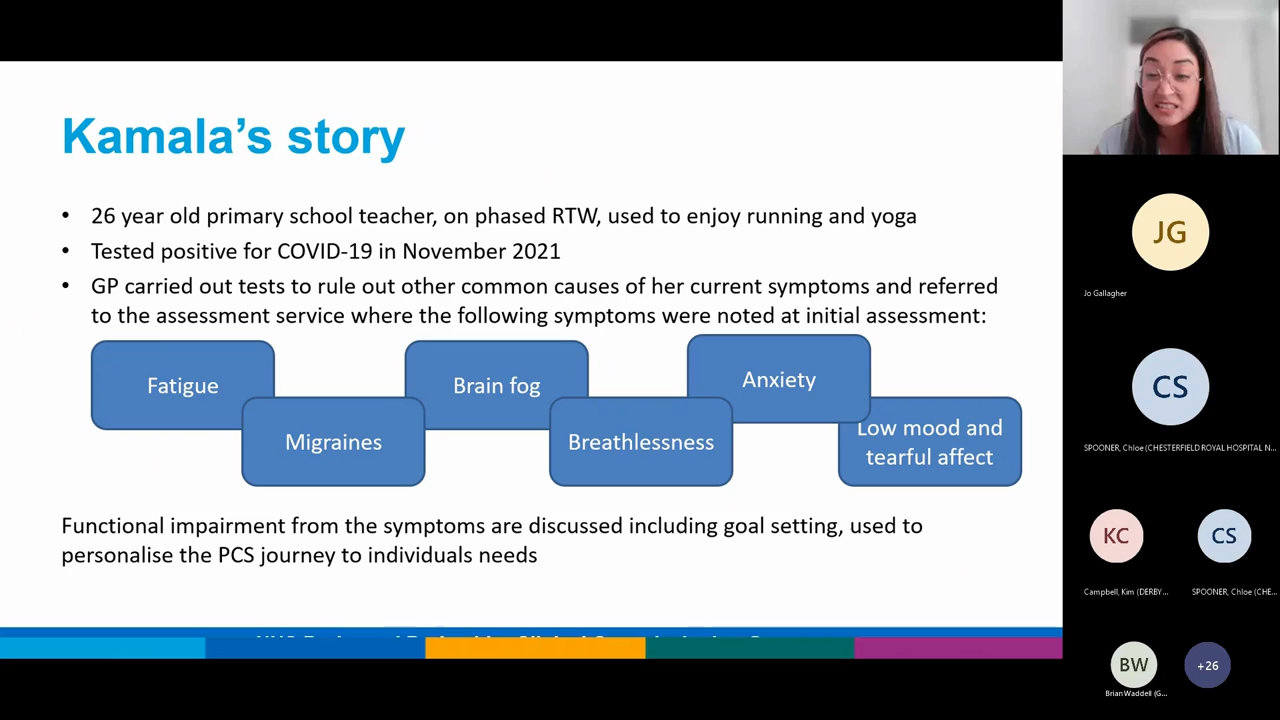 Kamala’s story
• 26 year old primary school teacher, on phased RTW, used to enjoy running and yoga
• Tested positive for COVID-19 in November 2021
• GP carried out tests to rule out other common causes of her current symptoms and referred
to the assessment service where the following symptoms were noted at initial assessment:
Fatigue
Migraines
Brain fog
Breathlessness
Anxiety
Low mood and
tearful affect
Functional impairment from the symptoms are discussed including goal setting, used to
personalise the PCS journey to individuals needs
JG
Jo Gallagher
CS
SPOONER, Chloe (CHESTERFIELD ROYAL HOSPITAL N...
KC
Campbell, Kim (DERBY...
CS
SPOONER, Chloe (CHE...
BW
Brian Waddell (G...
+26